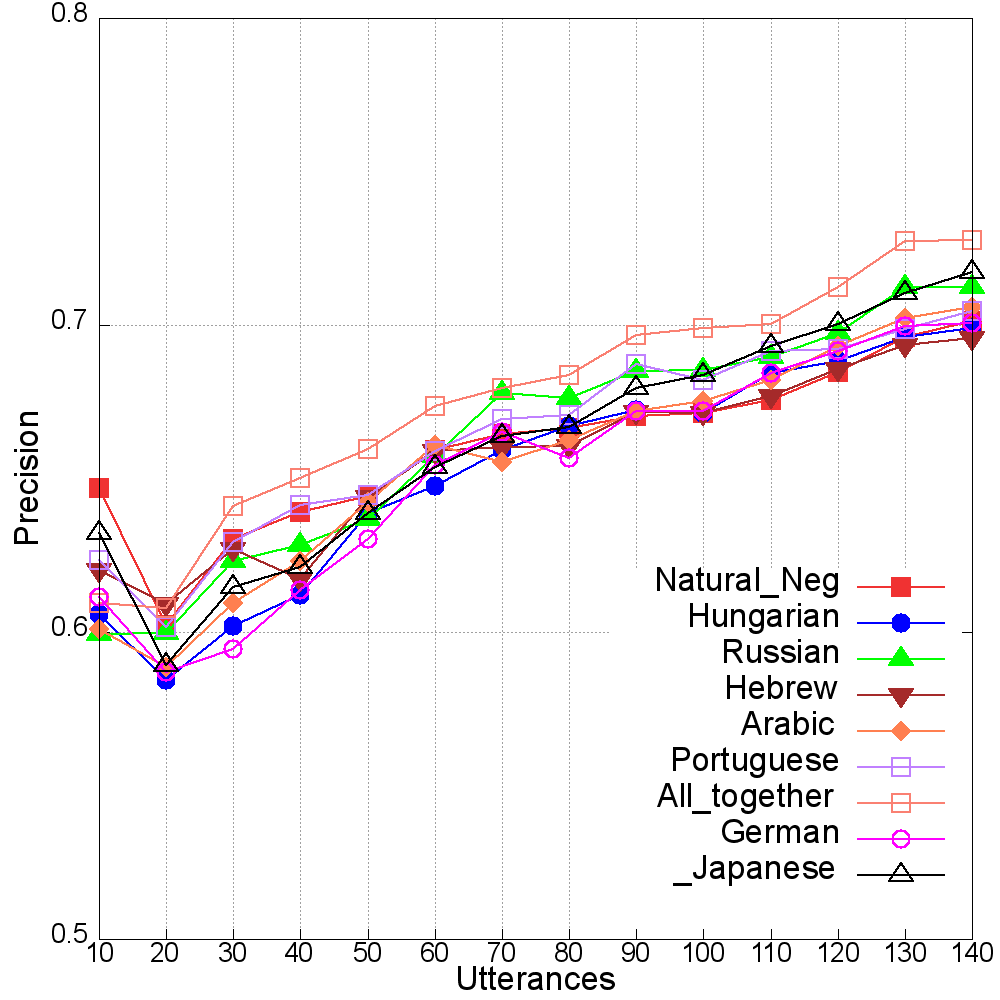 0.8
0.7
0.6
0.5
Precision
Natural_Neg
Hungarian
Russian
Hebrew
Arabic
Portuguese
All_together
German
_Japanese
10 20 30 40 50 60 70 80 90 100 110 120 130 140
Utterances